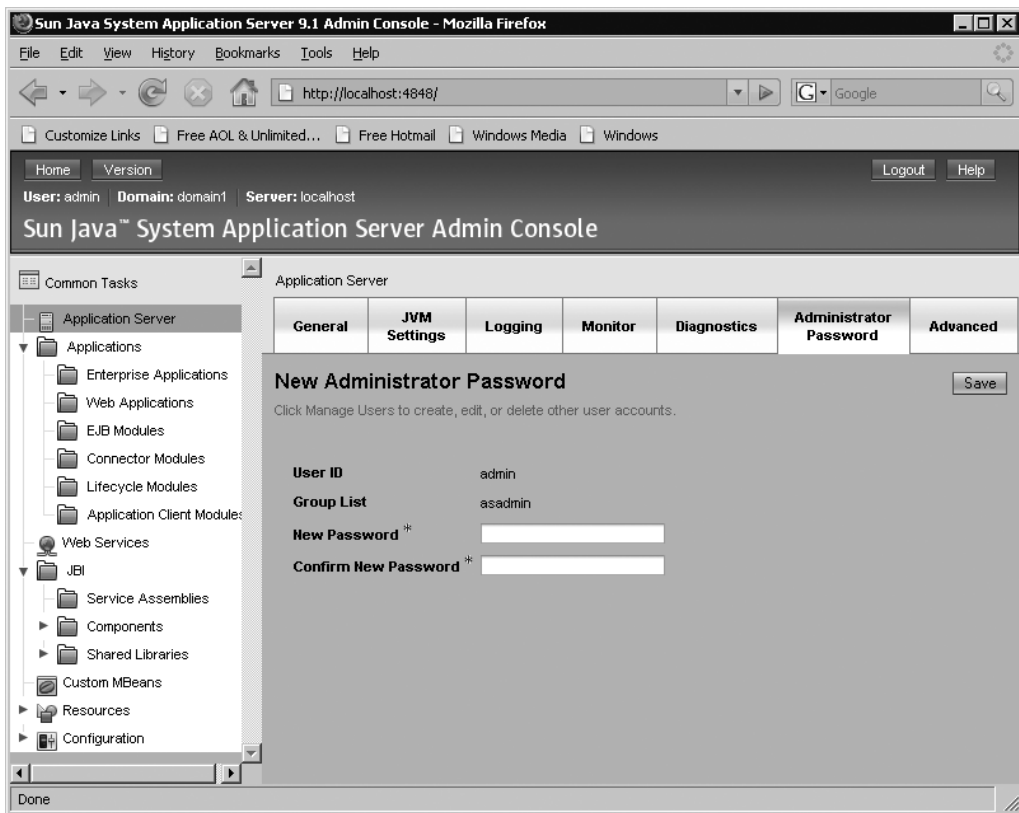 Sun Java System Application Server 9.1 Admin Console - Mozilla Firefox
File Edit View History Bookmarks Tools Help
http://localhost:4848/
G Google
Customize Links Free AOL & Unlimited... Free Hotmail Windows Media Windows
Home Version Logout Help
User: admin Domain: domain1 Server: localhost
Sun Java™ System Application Server Admin Console
Common Tasks
Application Server
Applications
Enterprise Applications
Web Applications
EJB Modules
Connector Modules
Lifecycle Modules
Application Client Modules
Web Services
JBI
Service Assemblies
Components
Shared Libraries
Custom MBeans
Resources
Configuration
Application Server
General JVM Settings Logging Monitor Diagnostics Administrator Password Advanced
New Administrator Password Save
Click Manage Users to create, edit, or delete other user accounts.
User ID admin
Group List asadmin
New Password *
Confirm New Password *
Done